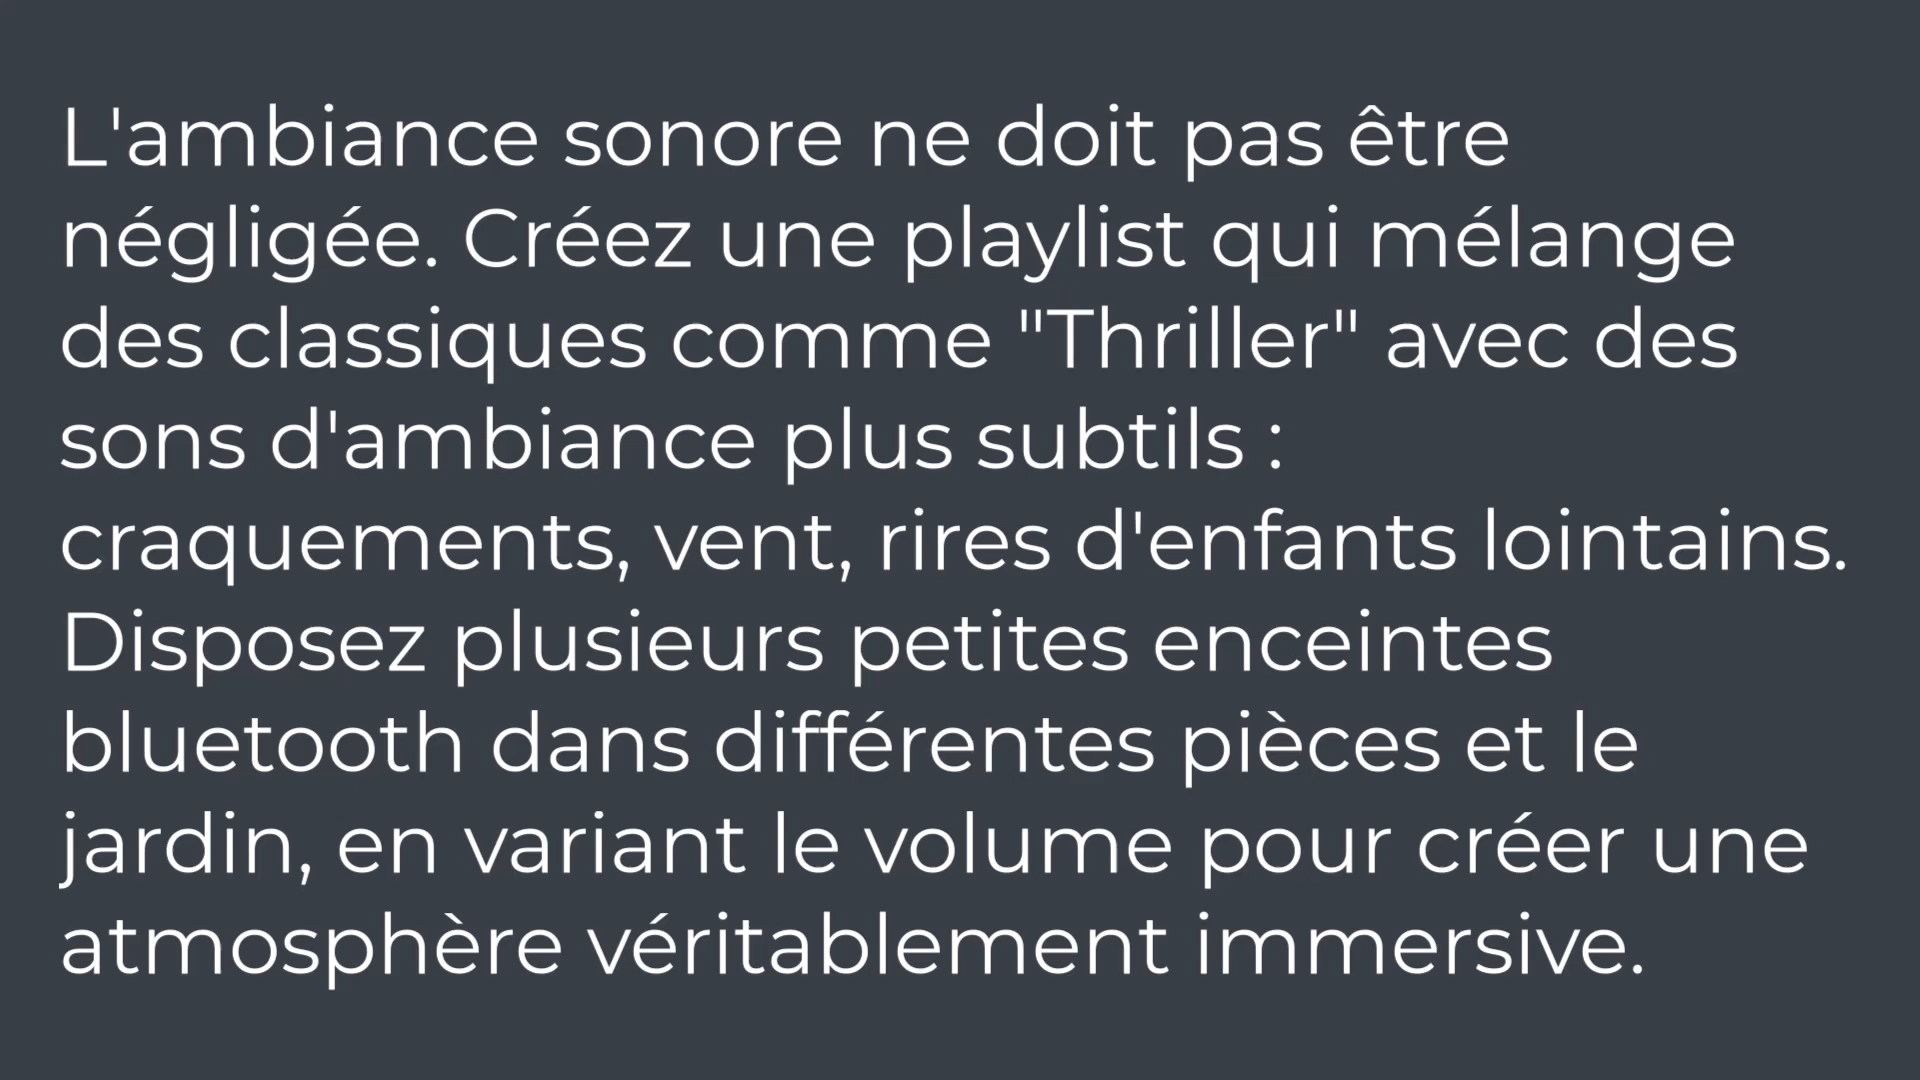 L'ambiance sonore ne doit pas être
négligée. Créez une playlist qui mélange
des classiques comme "Thriller" avec des
sons d'ambiance plus subtils :
craquements, vent, rires d'enfants lointains.
Disposez plusieurs petites enceintes
bluetooth dans différentes pièces et le
jardin, en variant le volume pour créer une
atmosphère véritablement immersive.